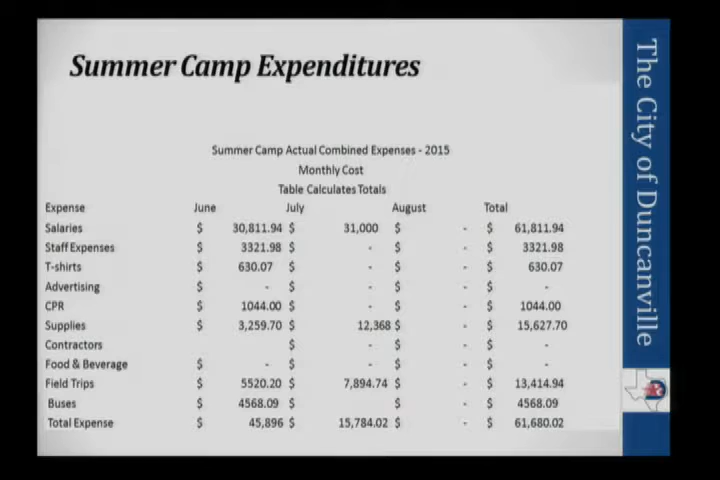 Summer Camp Expenditures
The City of Duncanville
Summer Camp Actual Combined Expenses - 2015
Monthly Cost
Table Calculates Totals
Expense June July August Total
Salaries $ 30,811.94 $ 31,000 $ - $ 61,811.94
Staff Expenses $ 3321.98 $ - $ - $ 3321.98
T-shirts $ 630.07 $ - $ - $ 630.07
Advertising $ - $ - $ - $ -
CPR $ 1044.00 $ - $ - $ 1044.00
Supplies $ 3,259.70 $ 12,368 $ - $ 15,627.70
Contractors $ - $ - $ -
Food & Beverage $ - $ - $ - $ -
Field Trips $ 5520.20 $ 7,894.74 $ - $ 13,414.94
Buses $ 4568.09 $ $ - $ 4568.09
Total Expense $ 45,896 $ 15,784.02 $ - $ 61,680.02